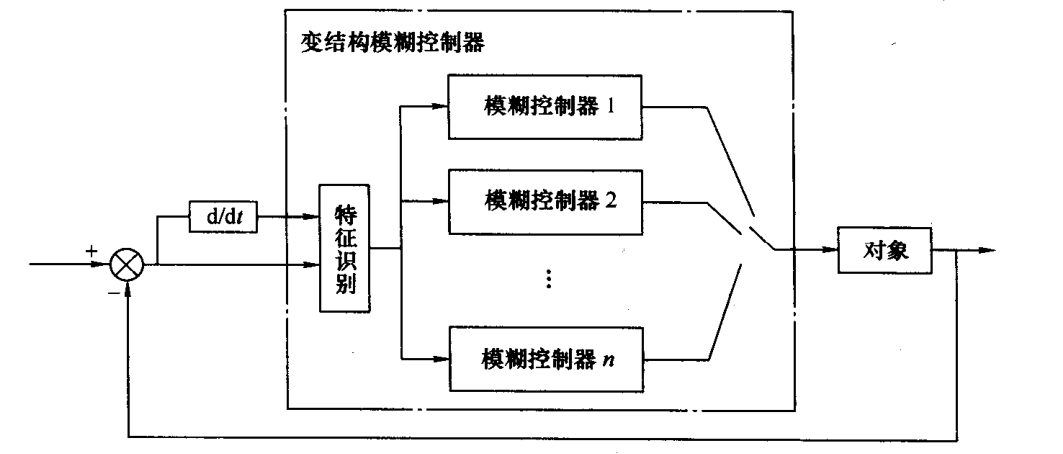 变结构模糊控制器
模糊控制器 1
模糊控制器 2
⋮
模糊控制器 n
d/dt
特征识别
对象
+
−